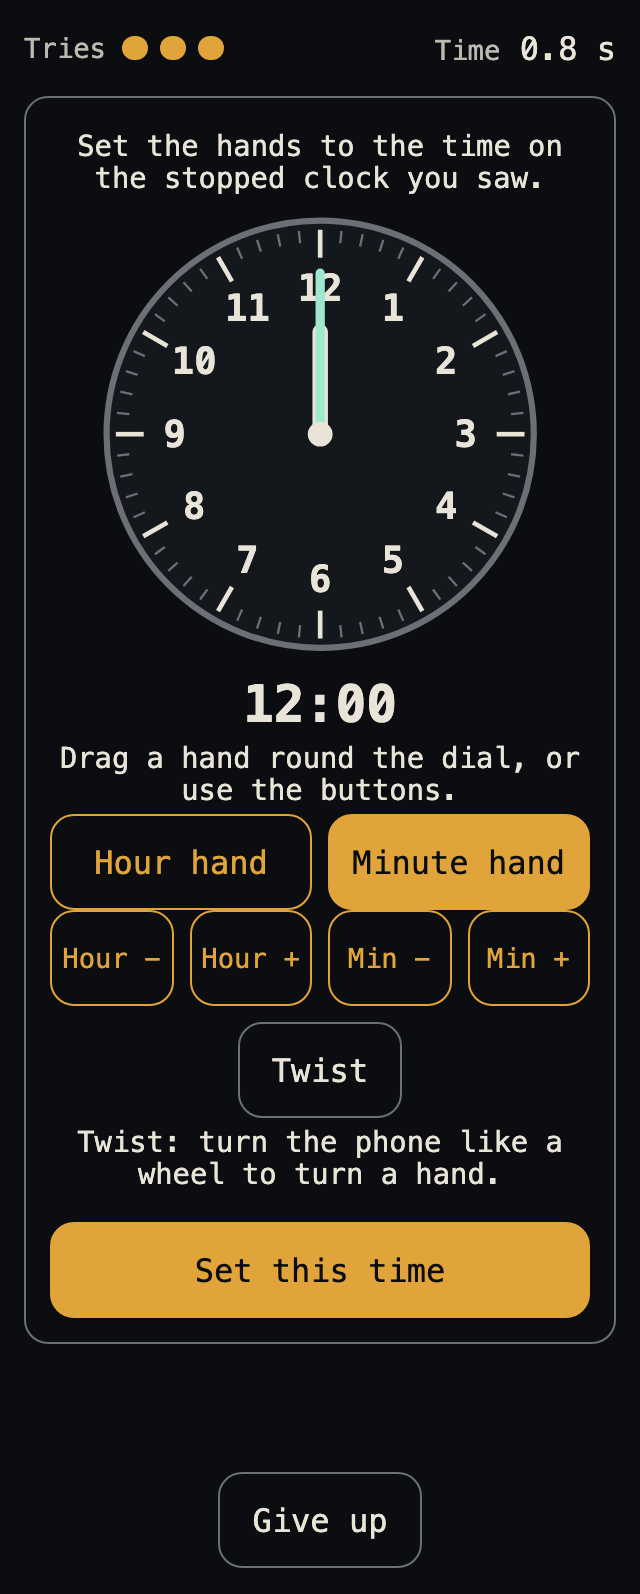 Tries
Time 0.8 s
Set the hands to the time on
the stopped clock you saw.
12
11
1
10
2
9
3
8
4
7
5
6
12:00
Drag a hand round the dial, or
use the buttons.
Hour hand
Minute hand
Hour −
Hour +
Min −
Min +
Twist
Twist: turn the phone like a
wheel to turn a hand.
Set this time
Give up